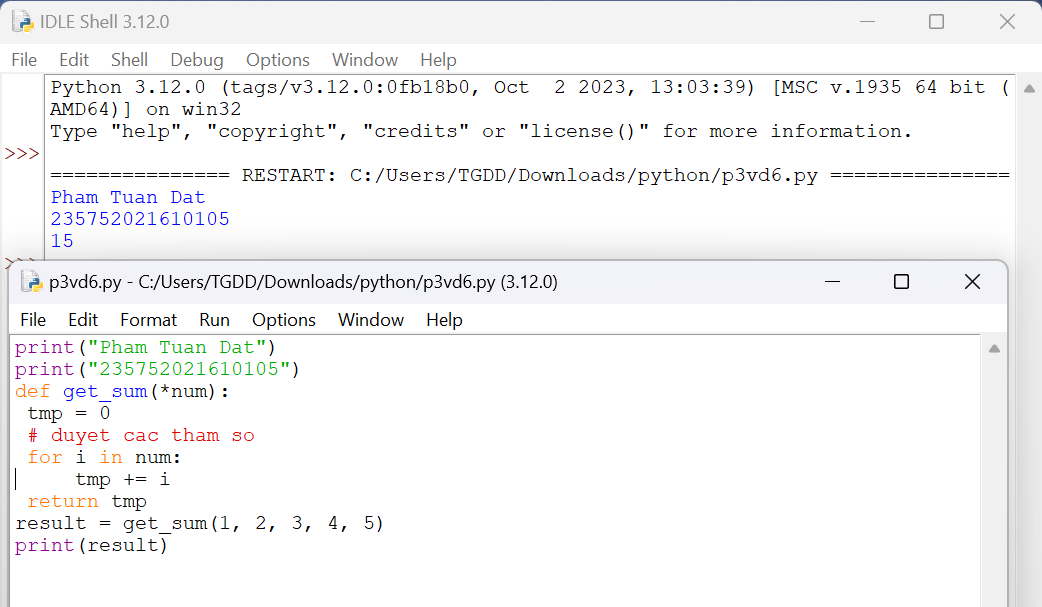 IDLE Shell 3.12.0
File Edit Shell Debug Options Window Help
Python 3.12.0 (tags/v3.12.0:0fb18b0, Oct  2 2023, 13:03:39) [MSC v.1935 64 bit (
AMD64)] on win32
Type "help", "copyright", "credits" or "license()" for more information.
>>>
=============== RESTART: C:/Users/TGDD/Downloads/python/p3vd6.py ===============
Pham Tuan Dat
235752021610105
15
>>>
p3vd6.py - C:/Users/TGDD/Downloads/python/p3vd6.py (3.12.0)
File Edit Format Run Options Window Help
print("Pham Tuan Dat")
print("235752021610105")
def get_sum(*num):
 tmp = 0
 # duyet cac tham so
 for i in num:
     tmp += i
 return tmp
result = get_sum(1, 2, 3, 4, 5)
print(result)